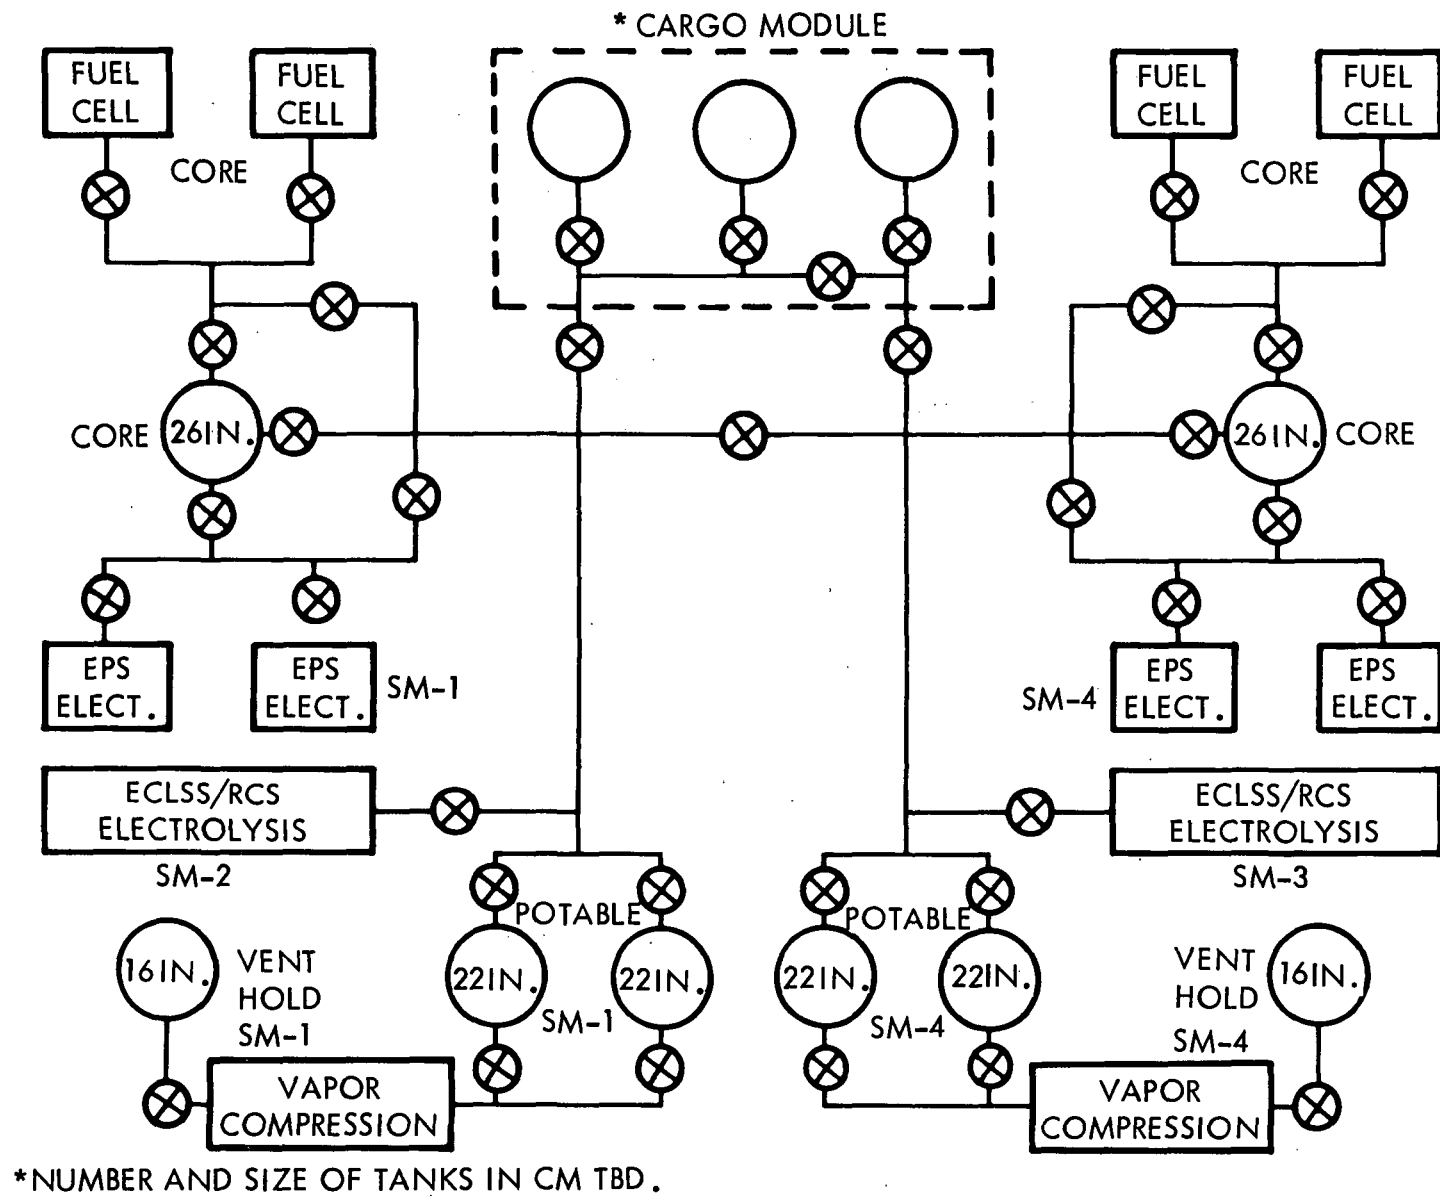 * CARGO MODULE
FUEL
CELL
FUEL
CELL
FUEL
CELL
FUEL
CELL
CORE
CORE
CORE
26IN.
26IN.
CORE
EPS
ELECT.
EPS
ELECT.
SM-1
SM-4
EPS
ELECT.
EPS
ELECT.
ECLSS/RCS
ELECTROLYSIS
SM-2
ECLSS/RCS
ELECTROLYSIS
SM-3
POTABLE
POTABLE
16IN.
VENT
HOLD
SM-1
22IN.
22IN.
SM-1
22IN.
22IN.
SM-4
VENT
HOLD
SM-4
16IN.
VAPOR
COMPRESSION
VAPOR
COMPRESSION
*NUMBER AND SIZE OF TANKS IN CM TBD.